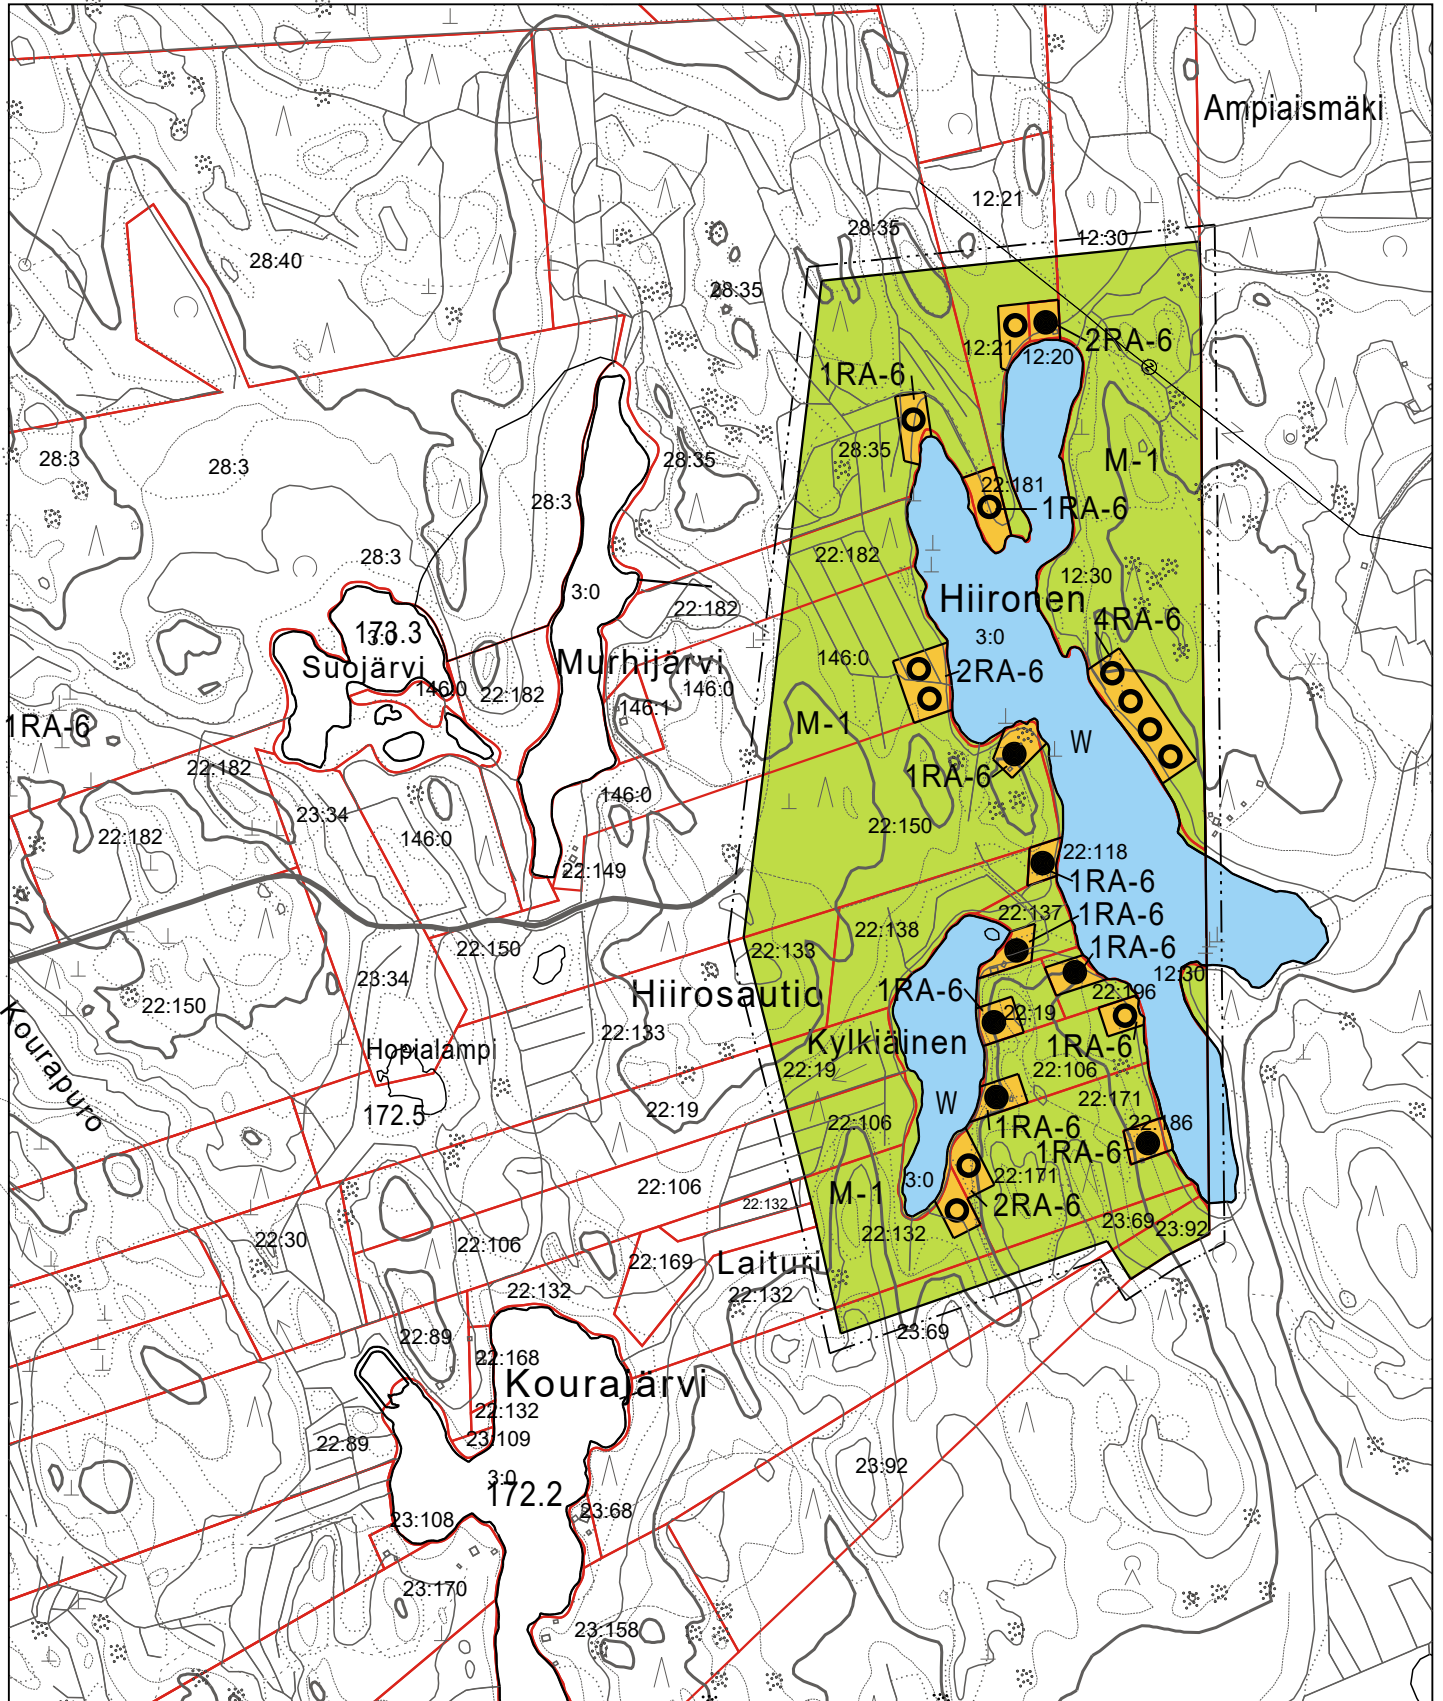 Ampiaismäki
12:21
28:35
12:30
28:40
28:35
2RA-6
12:21
12:20
1RA-6
28:3
28:3
28:35
28:35
M-1
22:181
1RA-6
28:3
28:3
22:182
12:30
3:0
Hiironen
22:182
4RA-6
173.3
3:0
3:0
Suojärvi
Murhijärvi
146:0
2RA-6
146:0
22:182
146:0
146:1
1RA-6
M-1
W
22:182
1RA-6
146:0
23:34
22:182
146:0
22:150
22:118
22:149
1RA-6
22:137
1RA-6
22:138
22:150
22:133
1RA-6
23:34
12:30
22:150
Hiirosautio
1RA-6
22:196
22:19
Kourapuro
22:133
Hopialampi
Kylkiäinen
1RA-6
22:19
22:106
172.5
22:19
22:171
W
22:106
22:186
1RA-6
1RA-6
22:171
3:0
22:106
M-1
22:132
2RA-6
22:132
23:69
23:92
22:30
22:106
22:169
Laituri
22:132
22:132
22:89
23:69
22:168
Kourajärvi
22:132
22:89
23:109
23:92
3:0
172.2
23:108
23:68
23:170
23:158